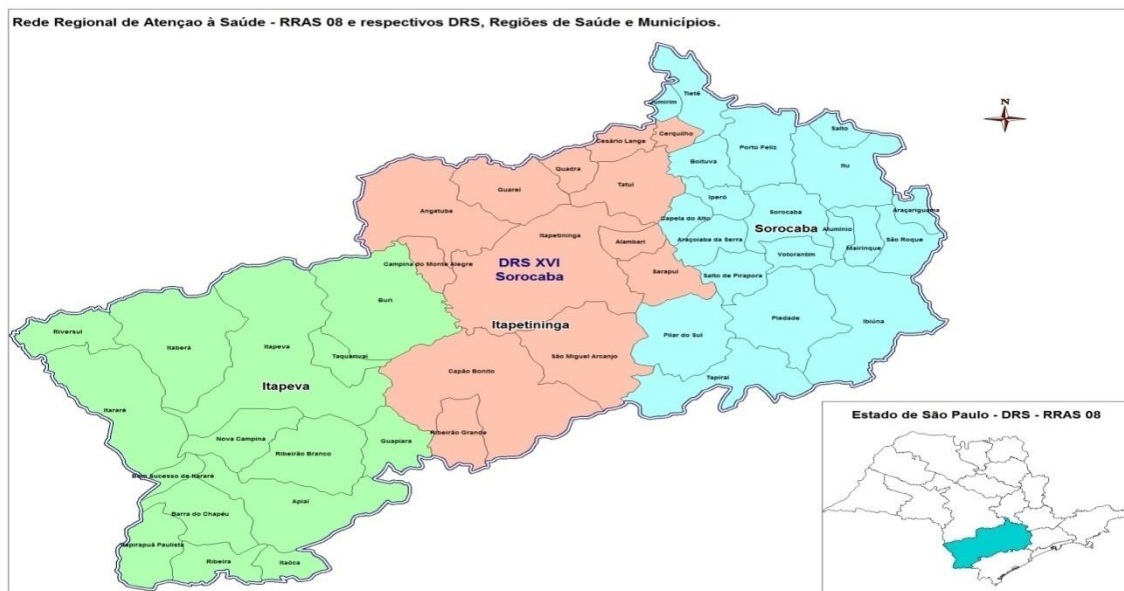 Rede Regional de Atençao à Saúde - RRAS 08 e respectivos DRS, Regiões de Saúde e Municípios.
N
Tietê
Jumirim
Cerquilho
Cesário Lange
Salto
Porto Feliz
Boituva
Itu
Quadra
Tatuí
Guareí
Iperó
Angatuba
Sorocaba
Araçariguama
Capela do Alto
Sorocaba
Alumínio
São Roque
Itapetininga
Alambari
Araçoiaba da Serra
Mairinque
Votorantim
Campina do Monte Alegre
DRS XVI
Sorocaba
Sarapuí
Salto de Pirapora
Buri
Piedade
Ibiúna
Itapetininga
Pilar do Sul
Riversul
Itaberá
Itapeva
Taquarivaí
São Miguel Arcanjo
Capão Bonito
Tapiraí
Itapeva
Itararé
Ribeirão Grande
Nova Campina
Guapiara
Ribeirão Branco
Bom Sucesso de Itararé
Apiaí
Barra do Chapéu
Itapirapuã Paulista
Ribeira
Itaóca
Estado de São Paulo - DRS - RRAS 08